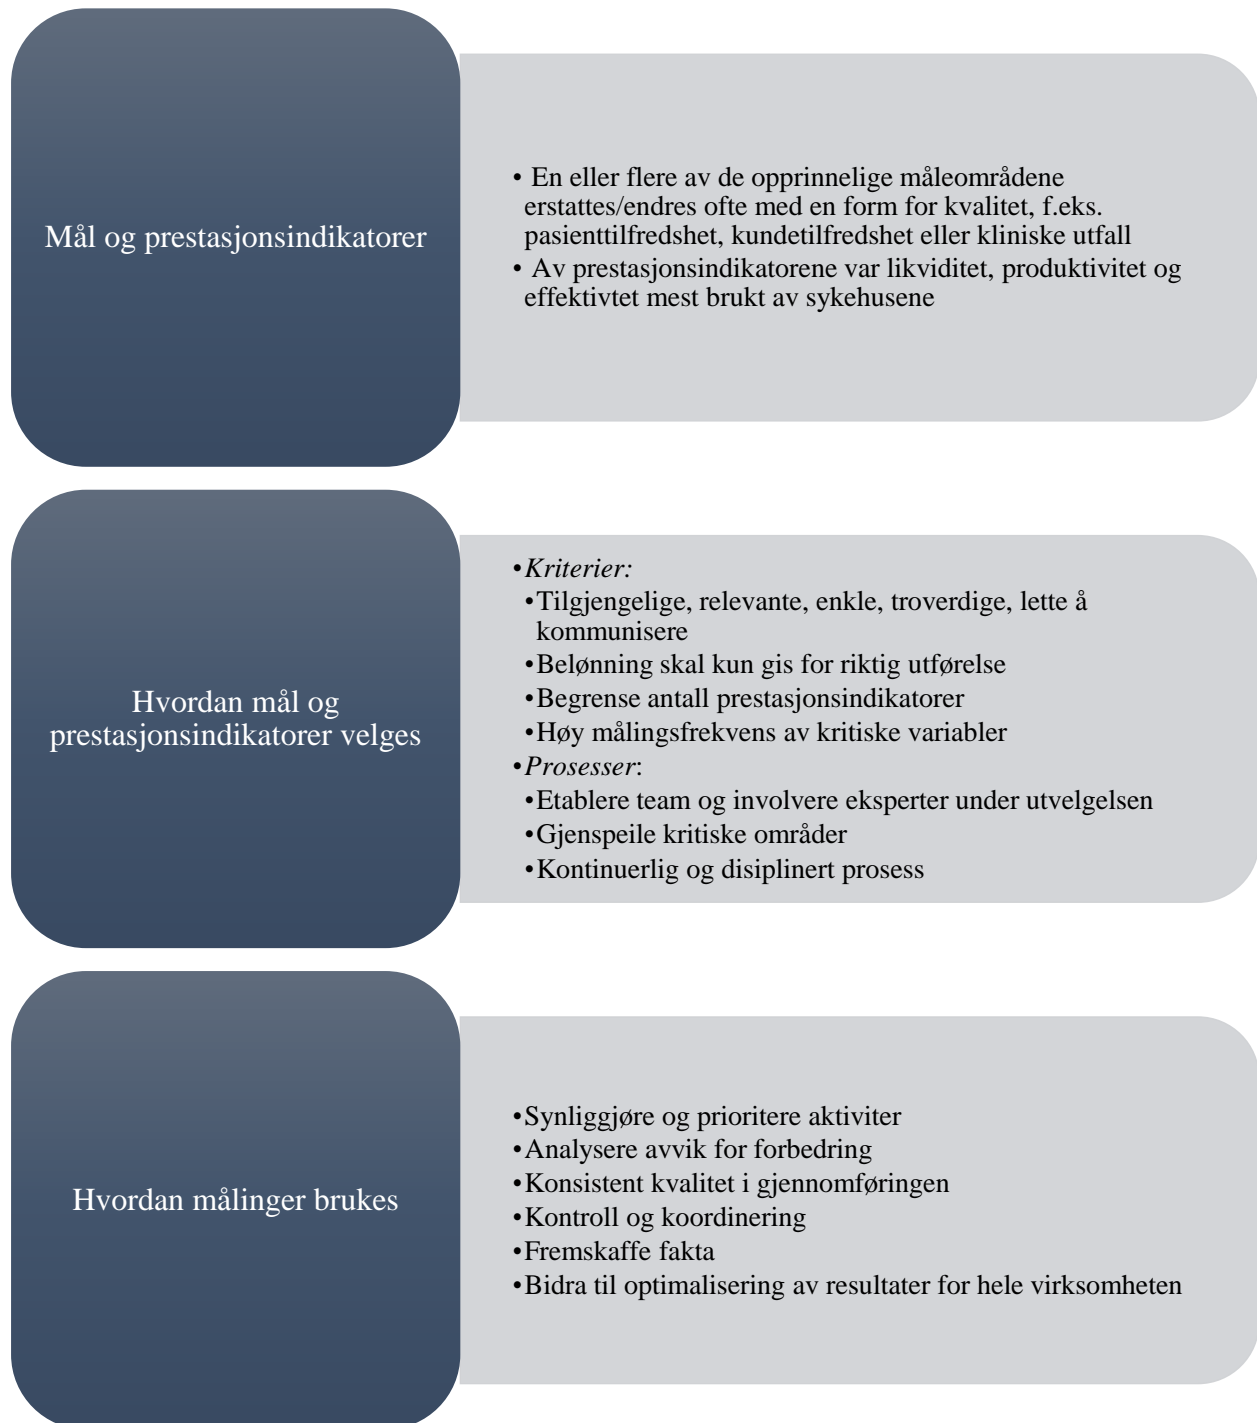 Mål og prestasjonsindikatorer
• En eller flere av de opprinnelige måleområdene
erstattes/endres ofte med en form for kvalitet, f.eks.
pasienttilfredshet, kundetilfredshet eller kliniske utfall
• Av prestasjonsindikatorene var likviditet, produktivitet og
effektivtet mest brukt av sykehusene
Hvordan mål og
prestasjonsindikatorer velges
•Kriterier:
•Tilgjengelige, relevante, enkle, troverdige, lette å
kommunisere
•Belønning skal kun gis for riktig utførelse
•Begrense antall prestasjonsindikatorer
•Høy målingsfrekvens av kritiske variabler
•Prosesser:
•Etablere team og involvere eksperter under utvelgelsen
•Gjenspeile kritiske områder
•Kontinuerlig og disiplinert prosess
Hvordan målinger brukes
•Synliggjøre og prioritere aktiviter
•Analysere avvik for forbedring
•Konsistent kvalitet i gjennomføringen
•Kontroll og koordinering
•Fremskaffe fakta
•Bidra til optimalisering av resultater for hele virksomheten